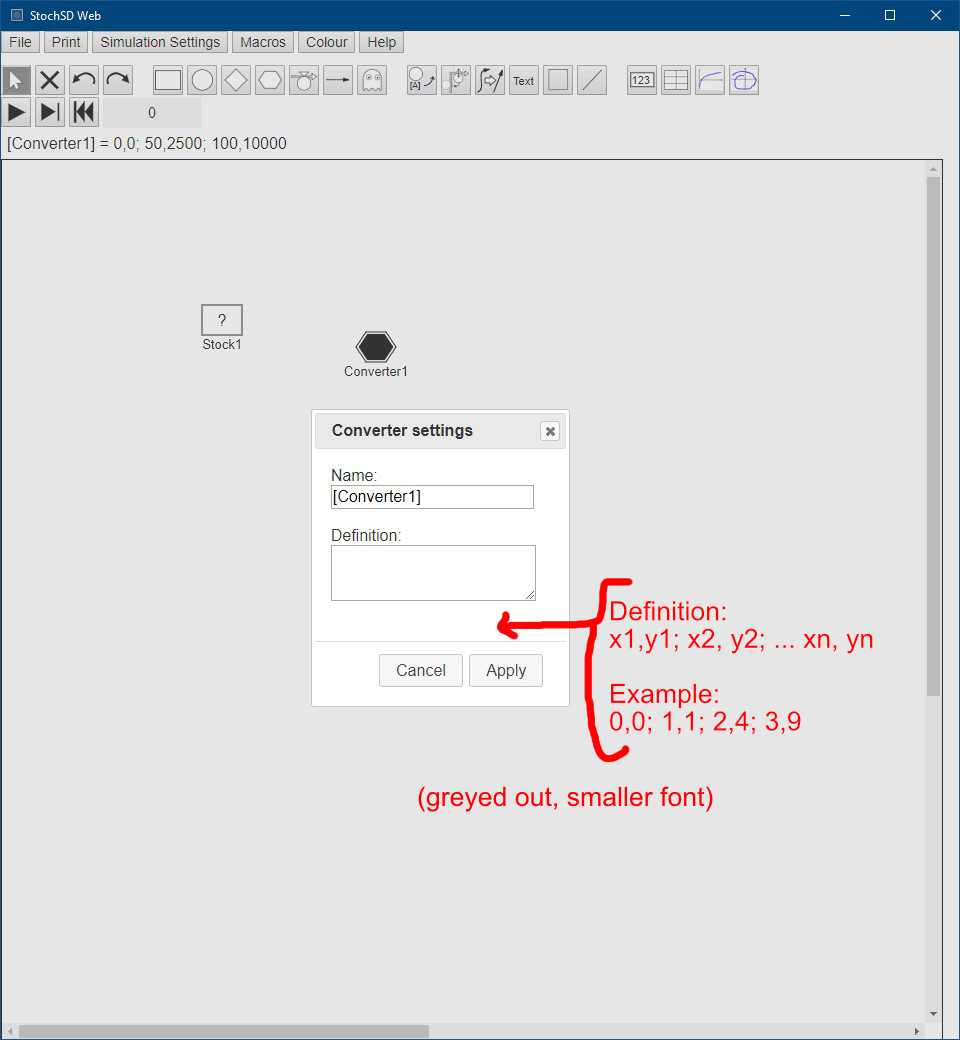 StochSD Web
File Print Simulation Settings Macros Colour Help
[A] Text 123
0
[Converter1] = 0,0; 50,2500; 100,10000
?
Stock1
Converter1
Converter settings
Name:
[Converter1]
Definition:
Definition:
x1,y1; x2, y2; ... xn, yn
Example:
0,0; 1,1; 2,4; 3,9
Cancel Apply
(greyed out, smaller font)